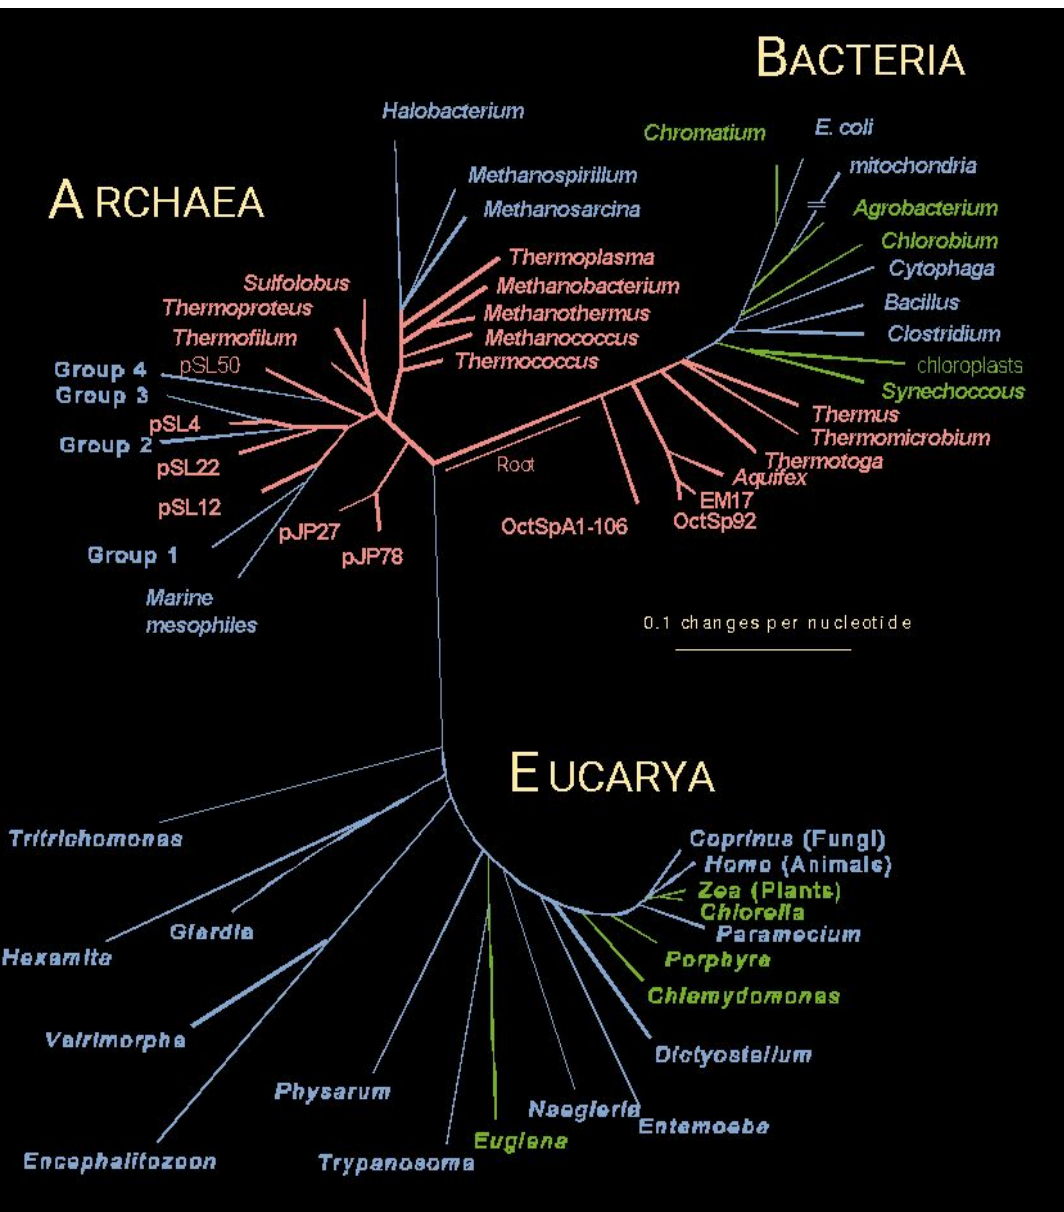 BACTERIA
Halobacterium
Chromatium
E. coli
mitochondria
Methanospirillum
ARCHAEA
Methanosarcina
Agrobacterium
Chlorobium
Thermoplasma
Cytophaga
Sulfolobus
Methanobacterium
Thermoproteus
Methanothermus
Bacillus
Thermofilum
Methanococcus
Clostridium
Group 4
pSL50
Thermococcus
chloroplasts
Group 3
Synechoccous
Thermus
pSL4
Group 2
Thermomicrobium
pSL22
Root
Thermotoga
Aquifex
pSL12
EM17
OctSpA1-106
OctSp92
pJP27
Group 1
pJP78
Marine
mesophiles
0.1 changes per nucleotide
EUCARYA
Tritrichomonas
Coprinus (Fungi)
Homo (Animals)
Zea (Plants)
Chlorella
Giardia
Paramecium
Hexamita
Porphyra
Chlamydomonas
Vairimorpha
Dictyostelium
Physarum
Naegleria
Entamoeba
Euglena
Encephalitozoon
Trypanosoma